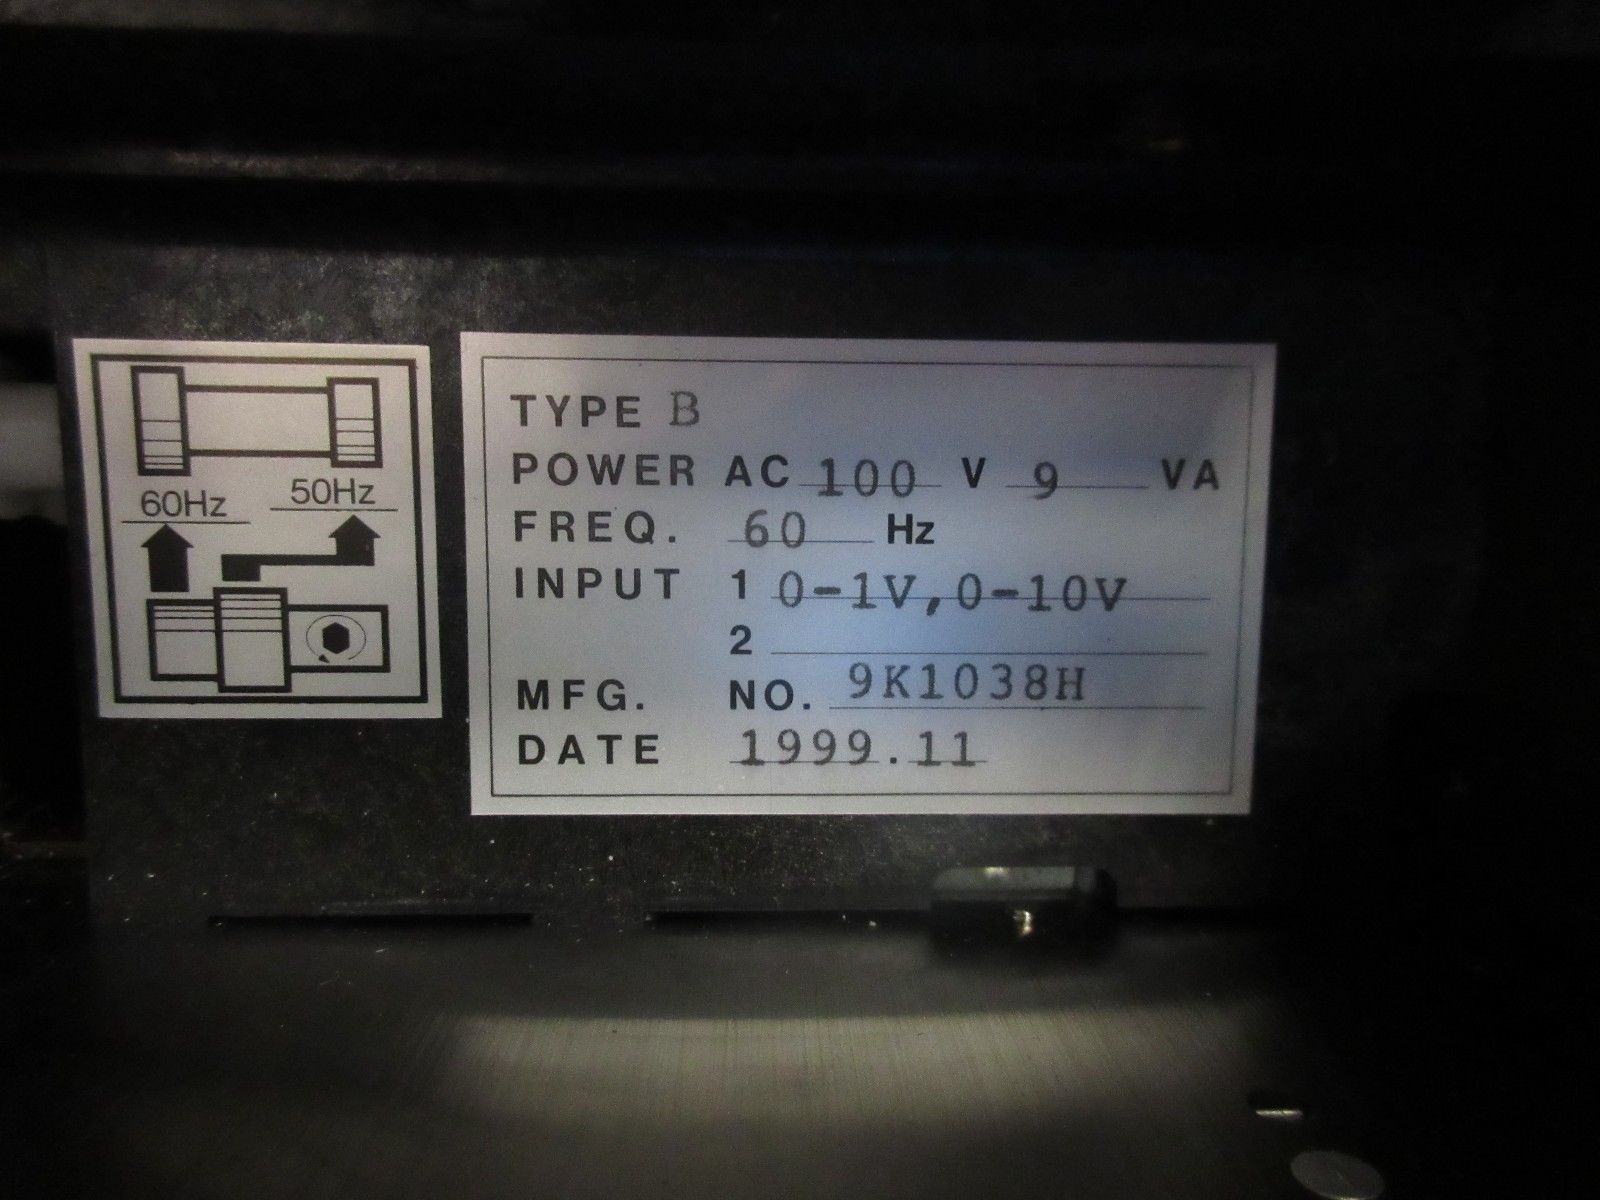 60Hz 50Hz
TYPE B
POWER AC 100 V 9 VA
FREQ. 60 Hz
INPUT 1 0-1V,0-10V
2
MFG. NO. 9K1038H
DATE 1999.11